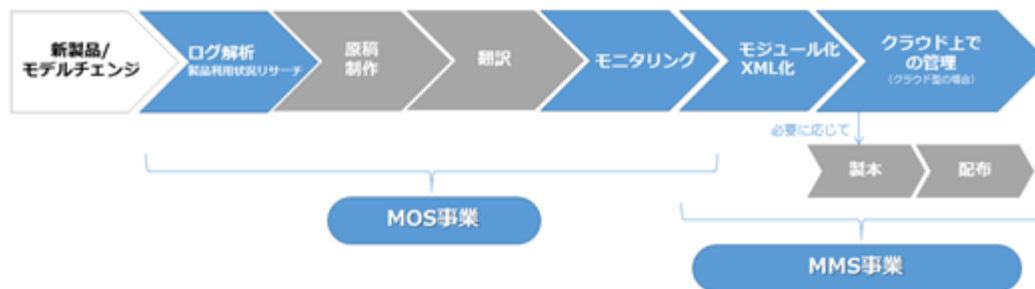 新製品/
モデルチェンジ
ログ解析
製品利用状況リサーチ
原稿
制作
翻訳
モニタリング
モジュール化
XML化
クラウド上で
の管理
(クラウド型の場合)
必要に応じて
製本
配布
MOS事業
MMS事業